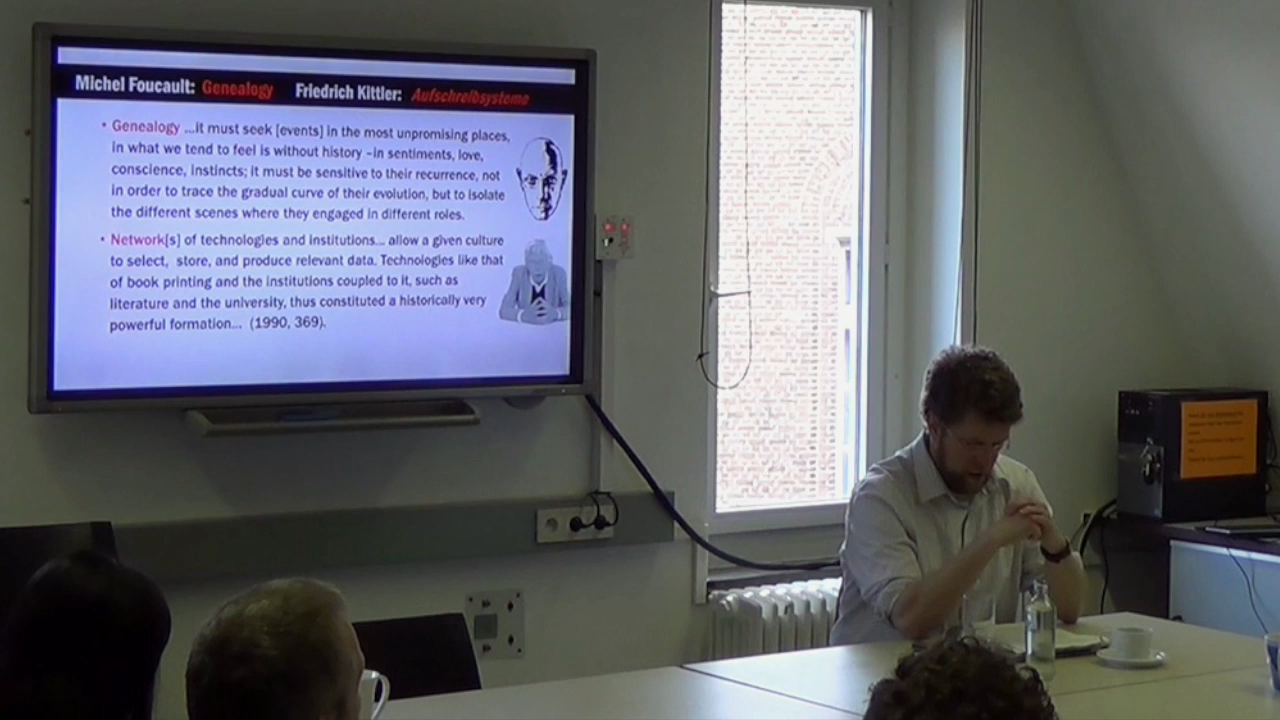 Michel Foucault: Genealogy Friedrich Kittler: Aufschreibsysteme
• Genealogy ...it must seek [events] in the most unpromising places,
in what we tend to feel is without history –in sentiments, love,
conscience, instincts; it must be sensitive to their recurrence, not
in order to trace the gradual curve of their evolution, but to isolate
the different scenes where they engaged in different roles.
• Network[s] of technologies and institutions... allow a given culture
to select, store, and produce relevant data. Technologies like that
of book printing and the institutions coupled to it, such as
literature and the university, thus constituted a historically very
powerful formation... (1990, 369).